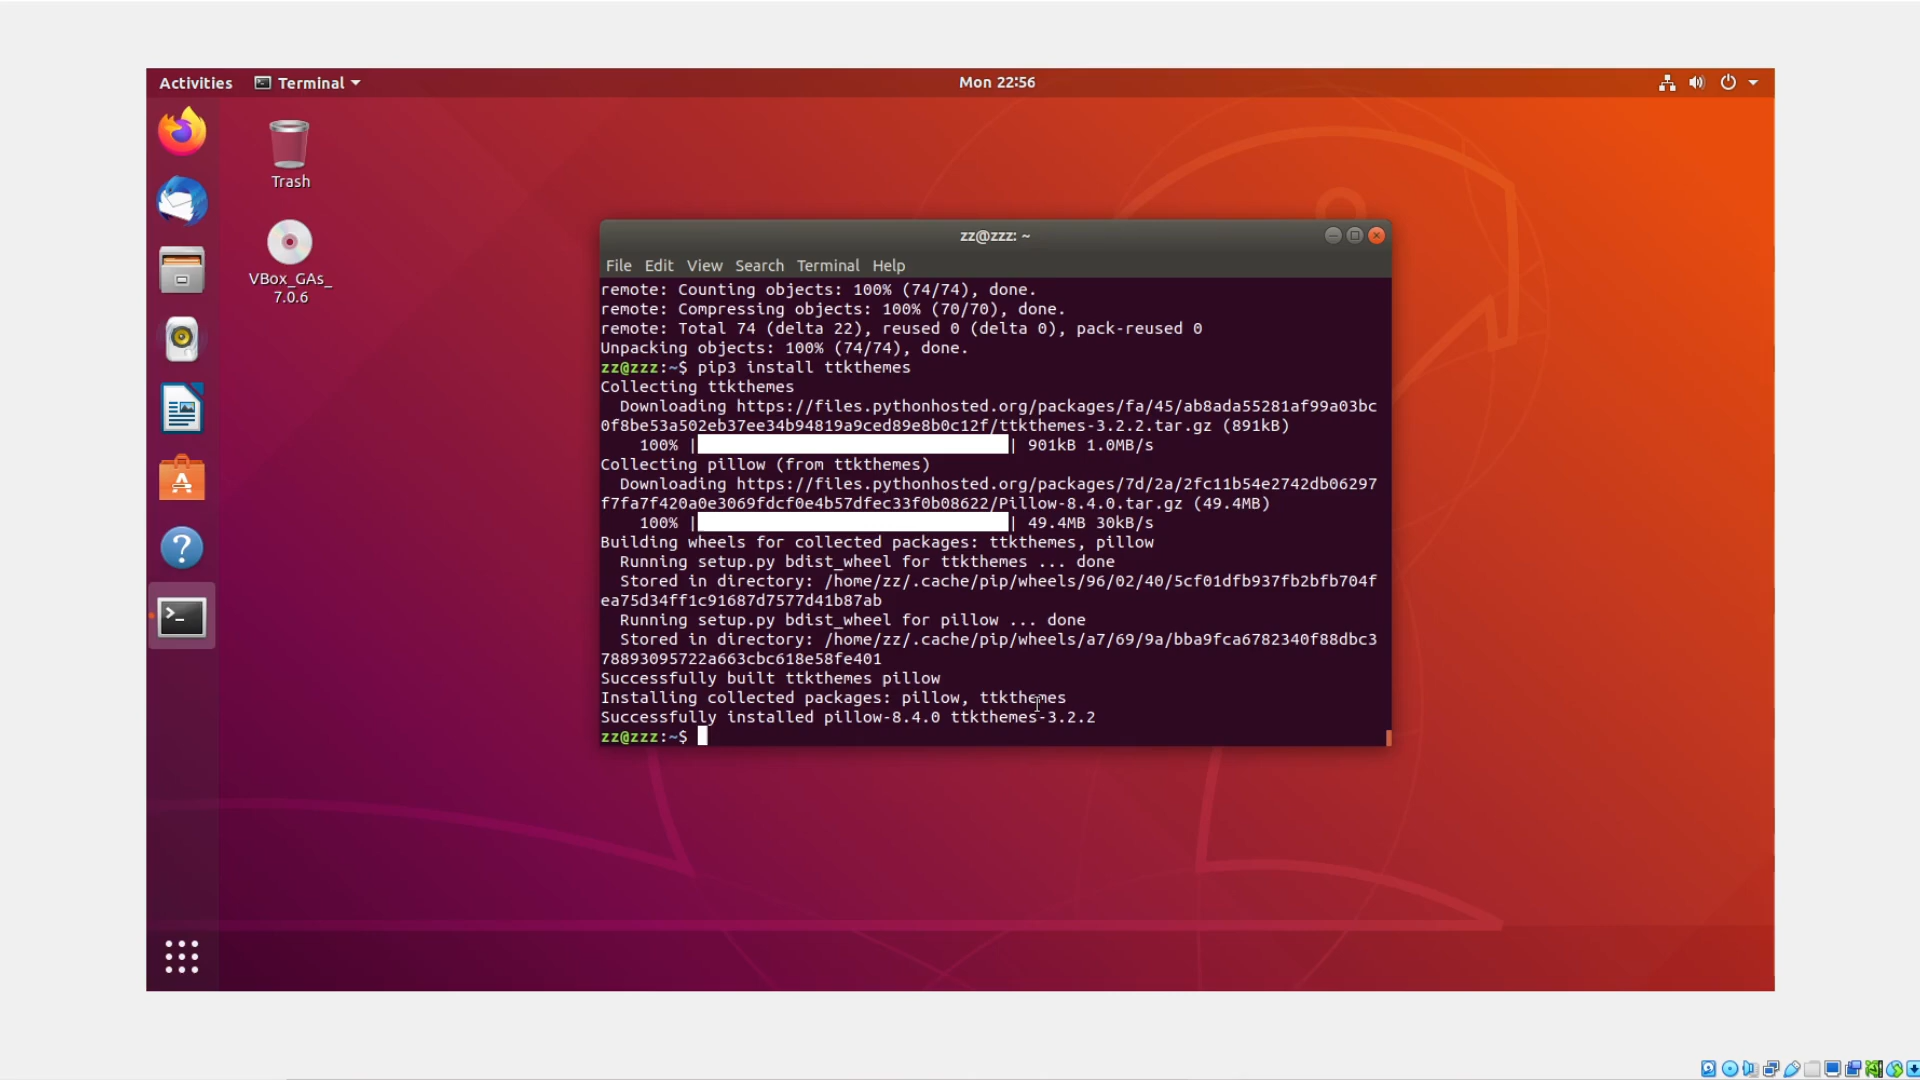 Activities
Terminal
Mon 22:56
Trash
VBox_GAs_
7.0.6
zz@zzz: ~
File Edit View Search Terminal Help
remote: Counting objects: 100% (74/74), done.
remote: Compressing objects: 100% (70/70), done.
remote: Total 74 (delta 22), reused 0 (delta 0), pack-reused 0
Unpacking objects: 100% (74/74), done.
zz@zzz:~$ pip3 install ttkthemes
Collecting ttkthemes
Downloading https://files.pythonhosted.org/packages/fa/45/ab8ada55281af99a03bc
0f8be53a502eb37ee34b94819a9ced89e8b0c12f/ttkthemes-3.2.2.tar.gz (891kB)
100% | | 901kB 1.0MB/s
Collecting pillow (from ttkthemes)
Downloading https://files.pythonhosted.org/packages/7d/2a/2fc11b54e2742db06297
f7fa7f420a0e3069fdcf0e4b57dfec33f0b08622/Pillow-8.4.0.tar.gz (49.4MB)
100% | | 49.4MB 30kB/s
Building wheels for collected packages: ttkthemes, pillow
Running setup.py bdist_wheel for ttkthemes ... done
Stored in directory: /home/zz/.cache/pip/wheels/96/02/40/5cf01dfb937fb2bfb704f
ea75d34ff1c91687d7577d41b87ab
Running setup.py bdist_wheel for pillow ... done
Stored in directory: /home/zz/.cache/pip/wheels/a7/69/9a/bba9fca6782340f88dbc3
78893095722a663cbc618e58fe401
Successfully built ttkthemes pillow
Installing collected packages: pillow, ttkthemes
Successfully installed pillow-8.4.0 ttkthemes-3.2.2
zz@zzz:~$